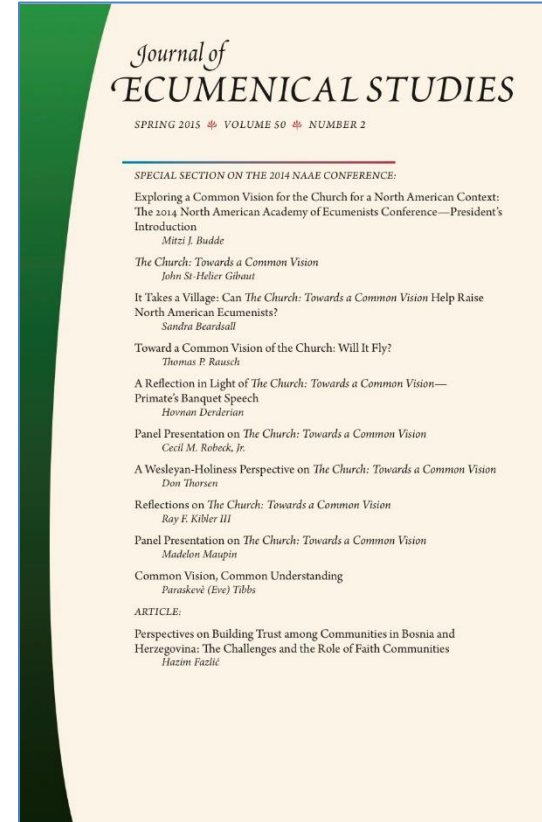 Journal of
ECUMENICAL STUDIES
SPRING 2015 VOLUME 50 NUMBER 2
SPECIAL SECTION ON THE 2014 NAAE CONFERENCE:
Exploring a Common Vision for the Church for a North American Context:
The 2014 North American Academy of Ecumenists Conference—President's
Introduction
Mitzi J. Budde
The Church: Towards a Common Vision
John St-Helier Gibaut
It Takes a Village: Can The Church: Towards a Common Vision Help Raise
North American Ecumenists?
Sandra Beardsall
Toward a Common Vision of the Church: Will It Fly?
Thomas P. Rausch
A Reflection in Light of The Church: Towards a Common Vision—
Primate's Banquet Speech
Hovnan Derderian
Panel Presentation on The Church: Towards a Common Vision
Cecil M. Robeck, Jr.
A Wesleyan-Holiness Perspective on The Church: Towards a Common Vision
Don Thorsen
Reflections on The Church: Towards a Common Vision
Ray F. Kibler III
Panel Presentation on The Church: Towards a Common Vision
Madelon Maupin
Common Vision, Common Understanding
Paraskevè (Eve) Tibbs
ARTICLE:
Perspectives on Building Trust among Communities in Bosnia and
Herzegovina: The Challenges and the Role of Faith Communities
Hazim Fazlić